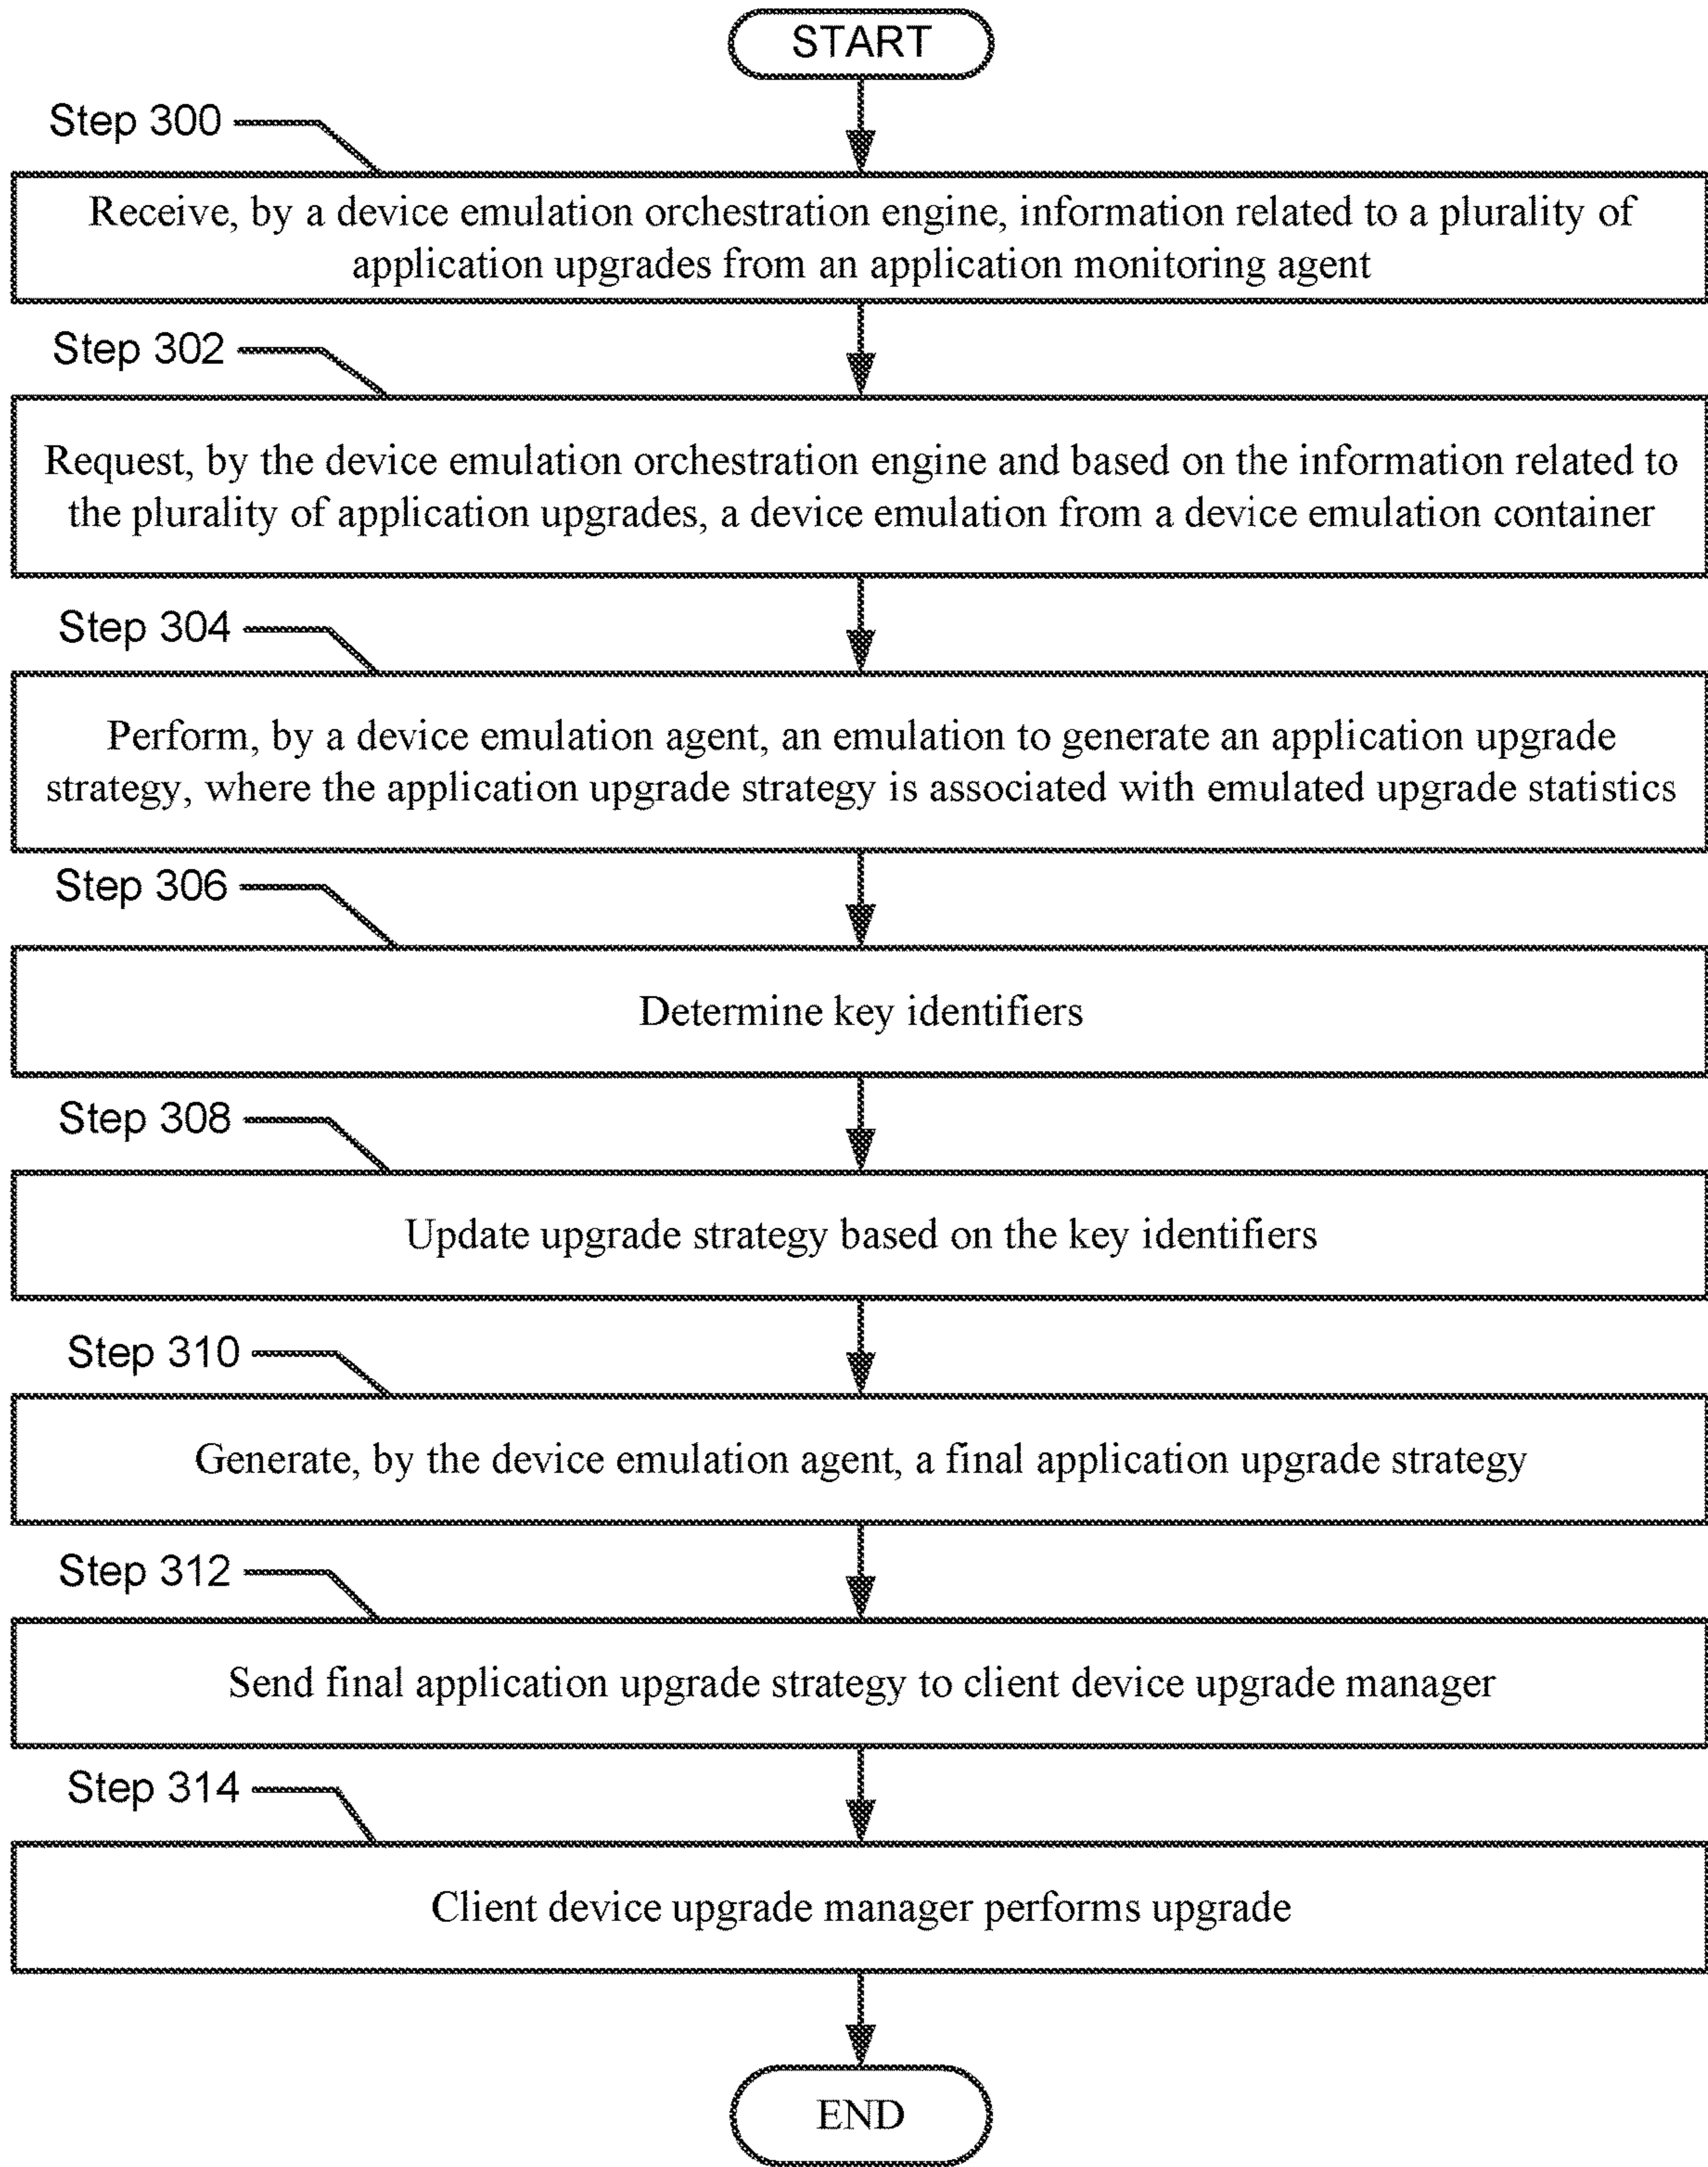 START
Step 300
Receive, by a device emulation orchestration engine, information related to a plurality of
application upgrades from an application monitoring agent
Step 302
Request, by the device emulation orchestration engine and based on the information related to
the plurality of application upgrades, a device emulation from a device emulation container
Step 304
Perform, by a device emulation agent, an emulation to generate an application upgrade
strategy, where the application upgrade strategy is associated with emulated upgrade statistics
Step 306
Determine key identifiers
Step 308
Update upgrade strategy based on the key identifiers
Step 310
Generate, by the device emulation agent, a final application upgrade strategy
Step 312
Send final application upgrade strategy to client device upgrade manager
Step 314
Client device upgrade manager performs upgrade
END